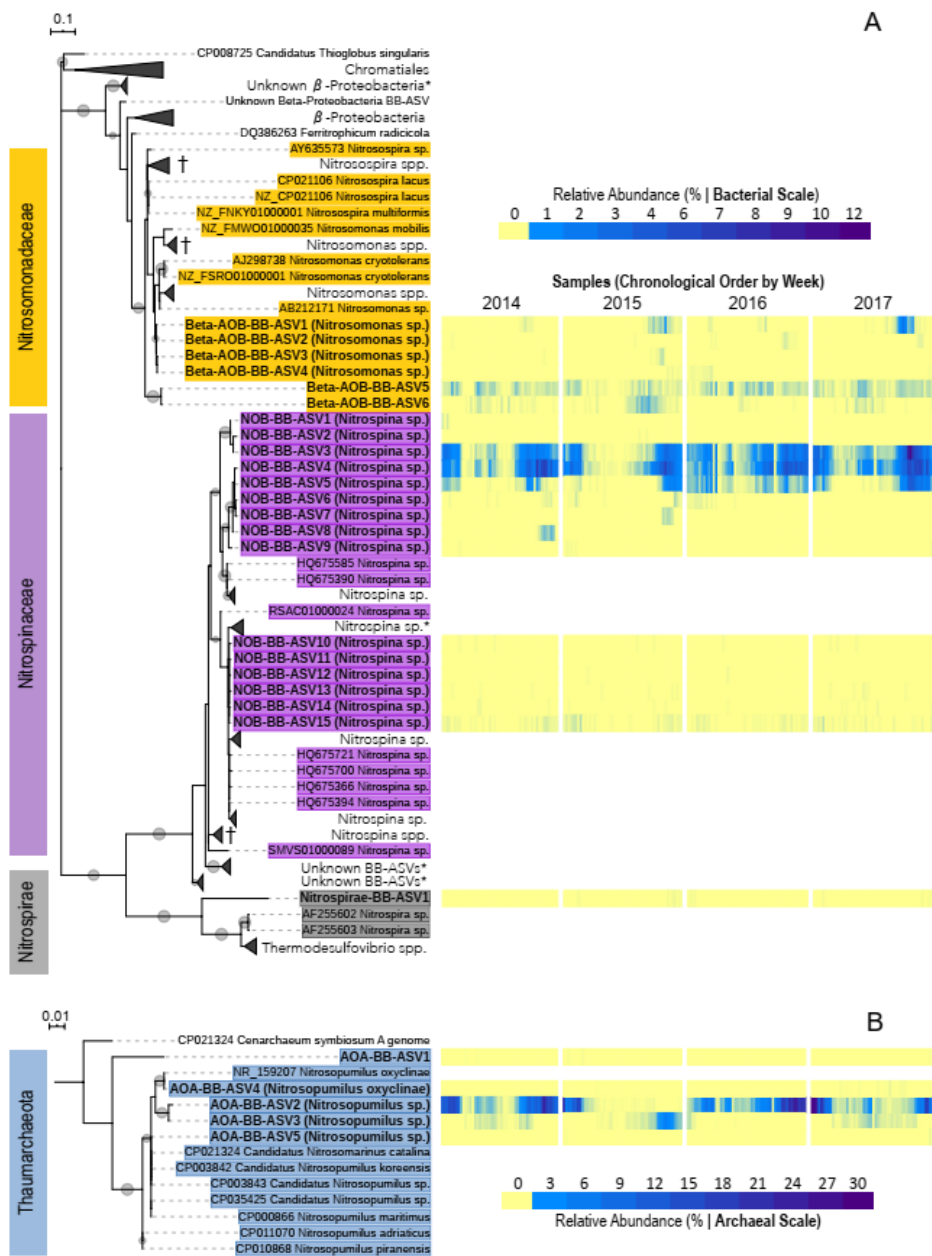 0.1
A
CP008725 Candidatus Thioglobus singularis
Chromatiales
Unknown β -Proteobacteria*
Unknown Beta-Proteobacteria BB-ASV
β -Proteobacteria
DQ386263 Ferritrophicum radicicola
Nitrosomonadaceae
AY635573 Nitrosospira sp.
Nitrosospira spp.
†
CP021106 Nitrosospira lacus
NZ_CP021106 Nitrosospira lacus
NZ_FNKY01000001 Nitrosospira multiformis
NZ_FMWO01000035 Nitrosomonas mobilis
Nitrosomonas spp.
†
AJ298738 Nitrosomonas cryotolerans
NZ_FSRO01000001 Nitrosomonas cryotolerans
Nitrosomonas spp.
AB212171 Nitrosomonas sp.
Beta-AOB-BB-ASV1 (Nitrosomonas sp.)
Beta-AOB-BB-ASV2 (Nitrosomonas sp.)
Beta-AOB-BB-ASV3 (Nitrosomonas sp.)
Beta-AOB-BB-ASV4 (Nitrosomonas sp.)
Beta-AOB-BB-ASV5
Beta-AOB-BB-ASV6
Relative Abundance (% | Bacterial Scale)
0 1 2 3 4 6 7 8 9 10 12
Samples (Chronological Order by Week)
2014 2015 2016 2017
Nitrospinaceae
NOB-BB-ASV1 (Nitrospina sp.)
NOB-BB-ASV2 (Nitrospina sp.)
NOB-BB-ASV3 (Nitrospina sp.)
NOB-BB-ASV4 (Nitrospina sp.)
NOB-BB-ASV5 (Nitrospina sp.)
NOB-BB-ASV6 (Nitrospina sp.)
NOB-BB-ASV7 (Nitrospina sp.)
NOB-BB-ASV8 (Nitrospina sp.)
NOB-BB-ASV9 (Nitrospina sp.)
HQ675585 Nitrospina sp.
HQ675390 Nitrospina sp.
Nitrospina sp.
RSAC01000024 Nitrospina sp.
Nitrospina sp.*
NOB-BB-ASV10 (Nitrospina sp.)
NOB-BB-ASV11 (Nitrospina sp.)
NOB-BB-ASV12 (Nitrospina sp.)
NOB-BB-ASV13 (Nitrospina sp.)
NOB-BB-ASV14 (Nitrospina sp.)
NOB-BB-ASV15 (Nitrospina sp.)
Nitrospina sp.
HQ675721 Nitrospina sp.
HQ675700 Nitrospina sp.
HQ675366 Nitrospina sp.
HQ675394 Nitrospina sp.
Nitrospina sp.
† Nitrospina spp.
SMVS01000089 Nitrospina sp.
Unknown BB-ASVs*
Unknown BB-ASVs*
Nitrospirae
Nitrospirae-BB-ASV1
AF255602 Nitrospira sp.
AF255603 Nitrospira sp.
Thermodesulfovibrio spp.
0.01
B
CP021324 Cenarchaeum symbiosum A genome
Thaumarchaeota
AOA-BB-ASV1
NR_159207 Nitrosopumilus oxyclinae
AOA-BB-ASV4 (Nitrosopumilus oxyclinae)
AOA-BB-ASV2 (Nitrosopumilus sp.)
AOA-BB-ASV3 (Nitrosopumilus sp.)
AOA-BB-ASV5 (Nitrosopumilus sp.)
CP021324 Candidatus Nitrosomarinus catalina
CP003842 Candidatus Nitrosopumilus koreensis
CP003843 Candidatus Nitrosopumilus sp.
CP035425 Candidatus Nitrosopumilus sp.
CP000866 Nitrosopumilus maritimus
CP011070 Nitrosopumilus adriaticus
CP010868 Nitrosopumilus piranensis
0 3 6 9 12 15 18 21 24 27 30
Relative Abundance (% | Archaeal Scale)